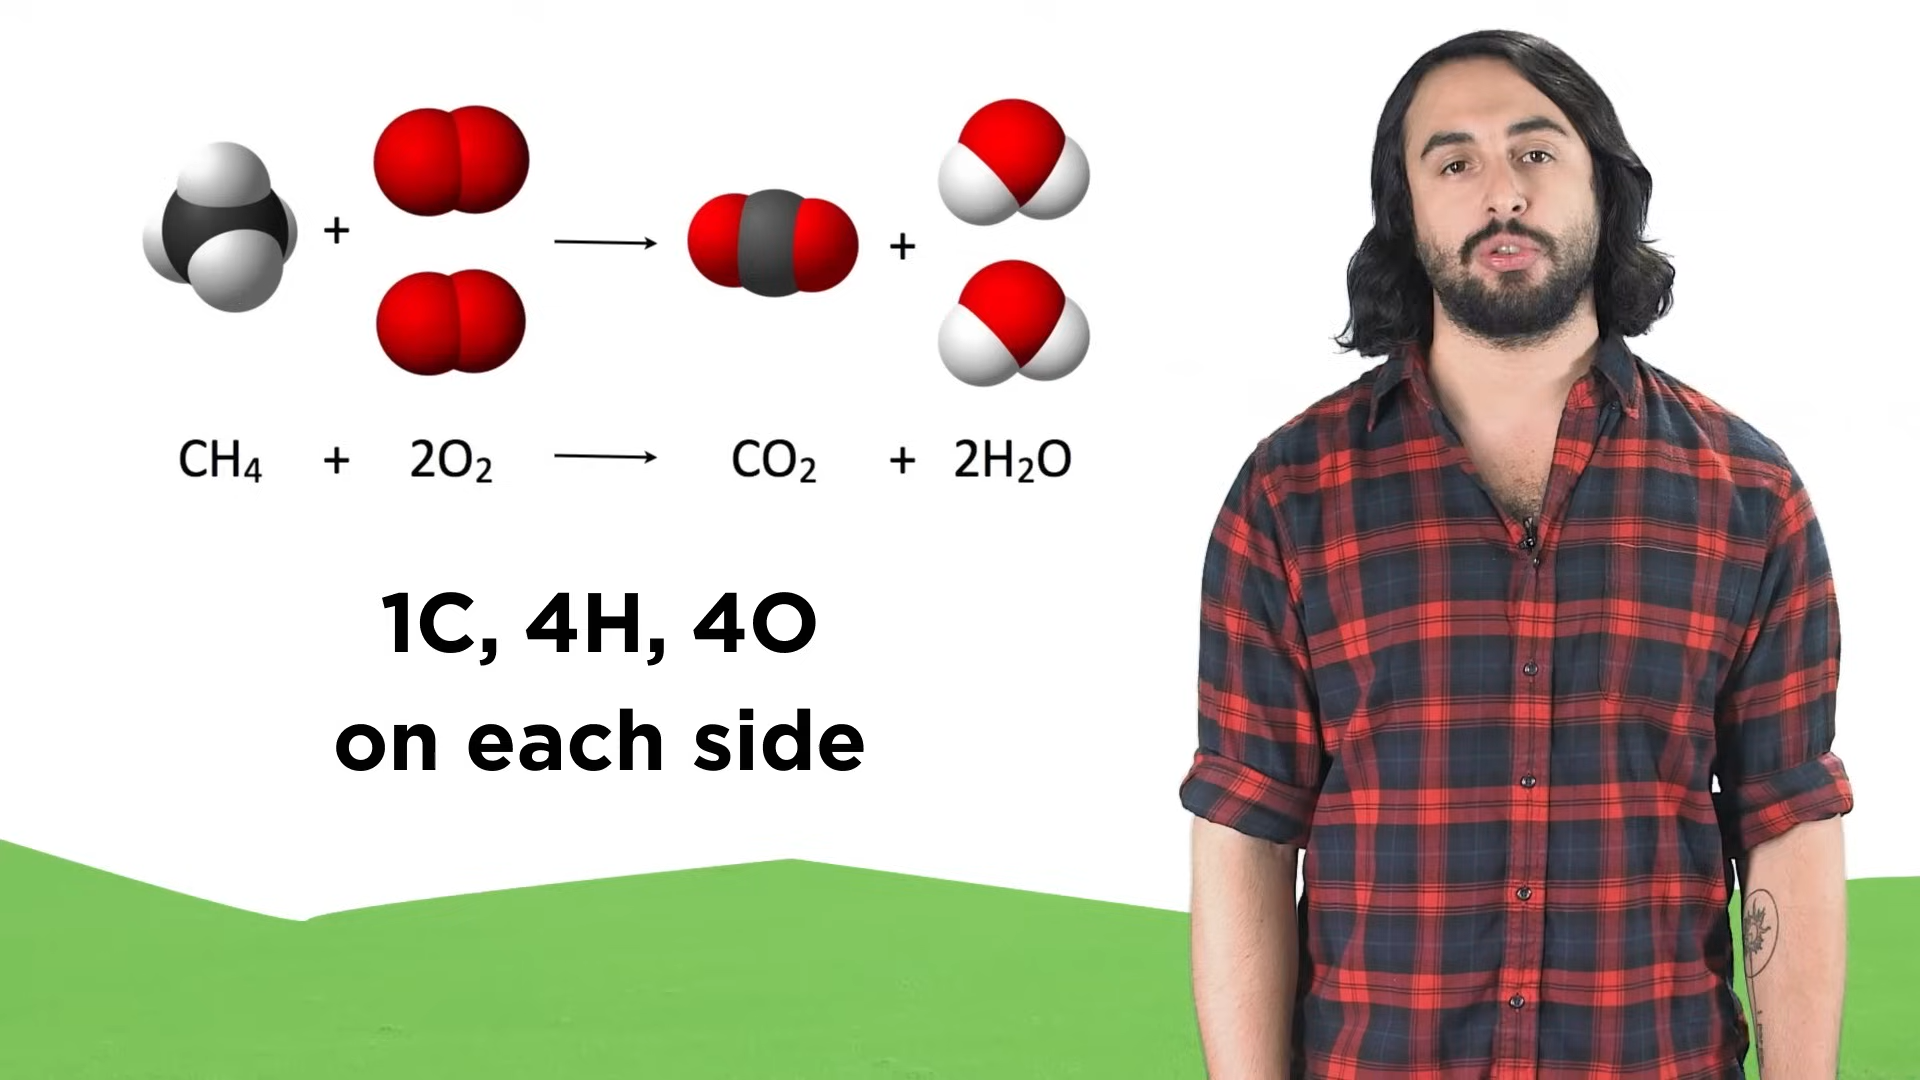 + +
CH₄ + 2O₂ ⟶ CO₂ + 2H₂O
1C, 4H, 4O
on each side